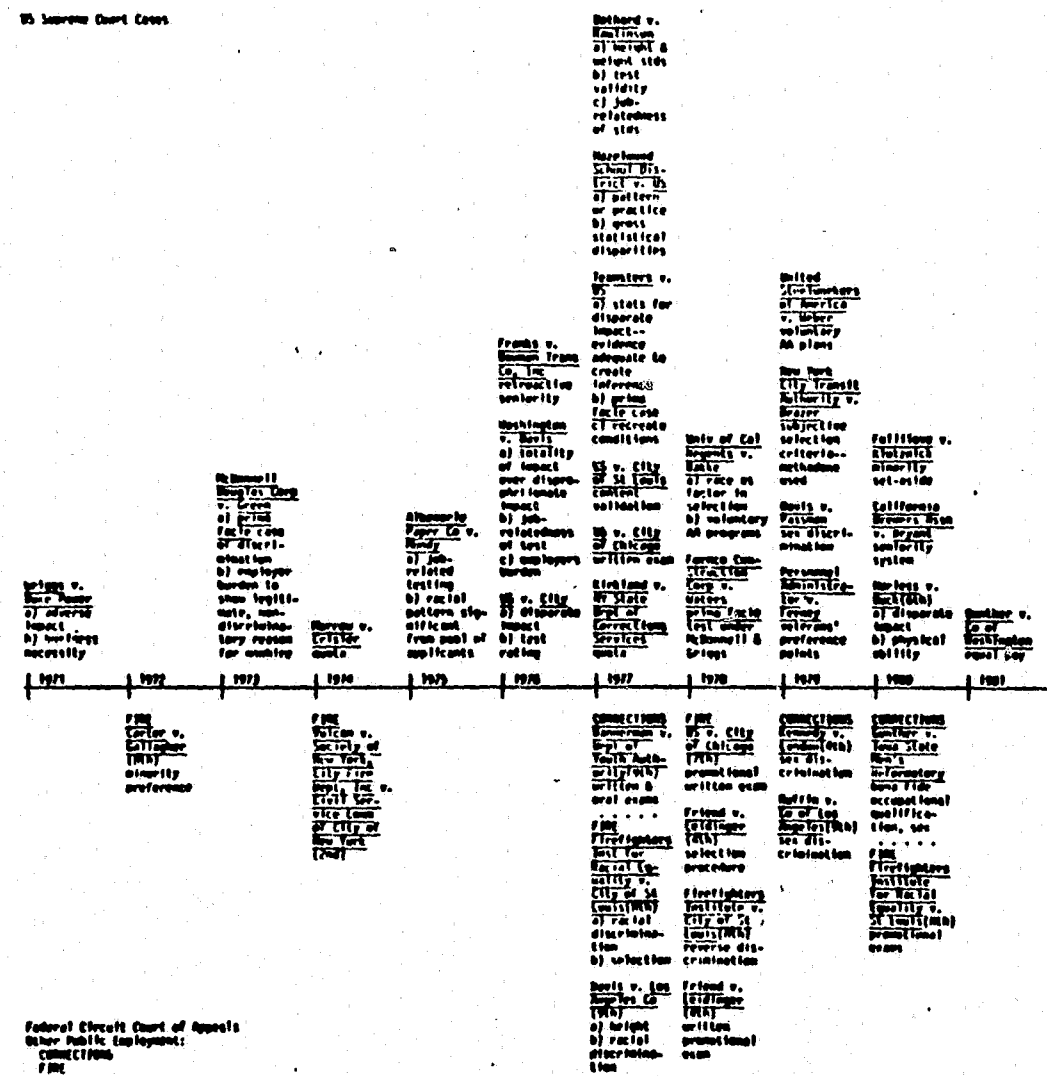 US Supreme Court Cases
Griggs v.
Duke Power
a) adverse
impact
b) business
necessity
McDonnell
Douglas Corp
v. Green
a) prima
facie case
of discri-
mination
b) employer
burden to
show legiti-
mate, non-
discrimina-
tory reason
for
Morrow v.
Crisler
quota
Albemarle
Paper Co v.
Moody
a) job-
related
testing
b) racial
pattern sig-
nificant
from pool of
applicants
Franks v.
Bowman Trans
Co, Inc
retroactive
seniority
Washington
v. Davis
a) totality
of impact
over dispro-
portionate
impact
b) job-
relatedness
of test
c) employers
burden
US v. City
a) disparate
impact
b) test
rating
Dothard v.
Rawlinson
a) height &
weight stds
b) test
validity
c) job-
relatedness
of stds
Hazelwood
School Dis-
trict v. US
a) pattern
or practice
b) gross
statistical
disparities
Teamsters v.
US
a) stats for
disparate
impact--
evidence
adequate to
create
inference
b) prima
facie case
c) recreate
conditions
US v. City
of St Louis
content
validation
US v. City
of Chicago
written exam
Kirkland v.
NY State
Dept of
Corrections
Services
quota
Univ of Cal
Regents v.
Bakke
a) race as
factor in
selection
b) voluntary
AA programs
Furnco Con-
struction
Corp v.
Waters
prima facie
test under
McDonnell &
Griggs
United
Steelworkers
of America
v. Weber
voluntary
AA plans
New York
City Transit
Authority v.
Beazer
subjective
selection
criteria--
methadone
used
Davis v.
Passman
sex discri-
mination
Personnel
Administra-
tor v.
Feeney
veterans'
preference
points
Fullilove v.
Klutznick
minority
set-aside
California
Brewers Assn
v. Bryant
seniority
system
Harless v.
Duck(6th)
a) disparate
impact
b) physical
ability
Gunther v.
Co of
Washington
equal pay
1971 1972 1973 1974 1975 1976 1977 1978 1979 1980 1981
FIRE
Carter v.
Gallagher
(8th)
minority
preference
FIRE
Vulcan v.
Society of
New York,
City Fire
Dept, Inc v.
Civil Ser-
vice Comm
of City of
New York
(2nd)
CORRECTIONS
Bannerman v.
Dept of
Youth Auth-
ority(9th)
written &
oral exams
. . . . .
FIRE
Firefighters
Inst for
Racial Eq-
uality v.
City of St
Louis(8th)
a) racial
discrimina-
tion
b) selection
Davis v. Los
Angeles Co
(9th)
a) height
b) racial
discrimina-
tion
FIRE
US v. City
of Chicago
(7th)
promotional
written exam
Friend v.
Leidinger
(4th)
selection
procedure
Firefighters
Institute v.
City of St
Louis(8th)
reverse dis-
crimination
Friend v.
Leidinger
(4th)
written
promotional
exam
CORRECTIONS
Kennedy v.
Landon(4th)
sex dis-
crimination
Ruffin v.
Co of Los
Angeles(9th)
sex dis-
crimination
CORRECTIONS
Gunther v.
Iowa State
Men's
Reformatory
bona fide
occupational
qualifica-
tion, sex
. . . . .
FIRE
Firefighters
Institute
for Racial
Equality v.
St Louis(8th)
promotional
exams
Federal Circuit Court of Appeals
Other Public Employment:
CORRECTIONS
FIRE